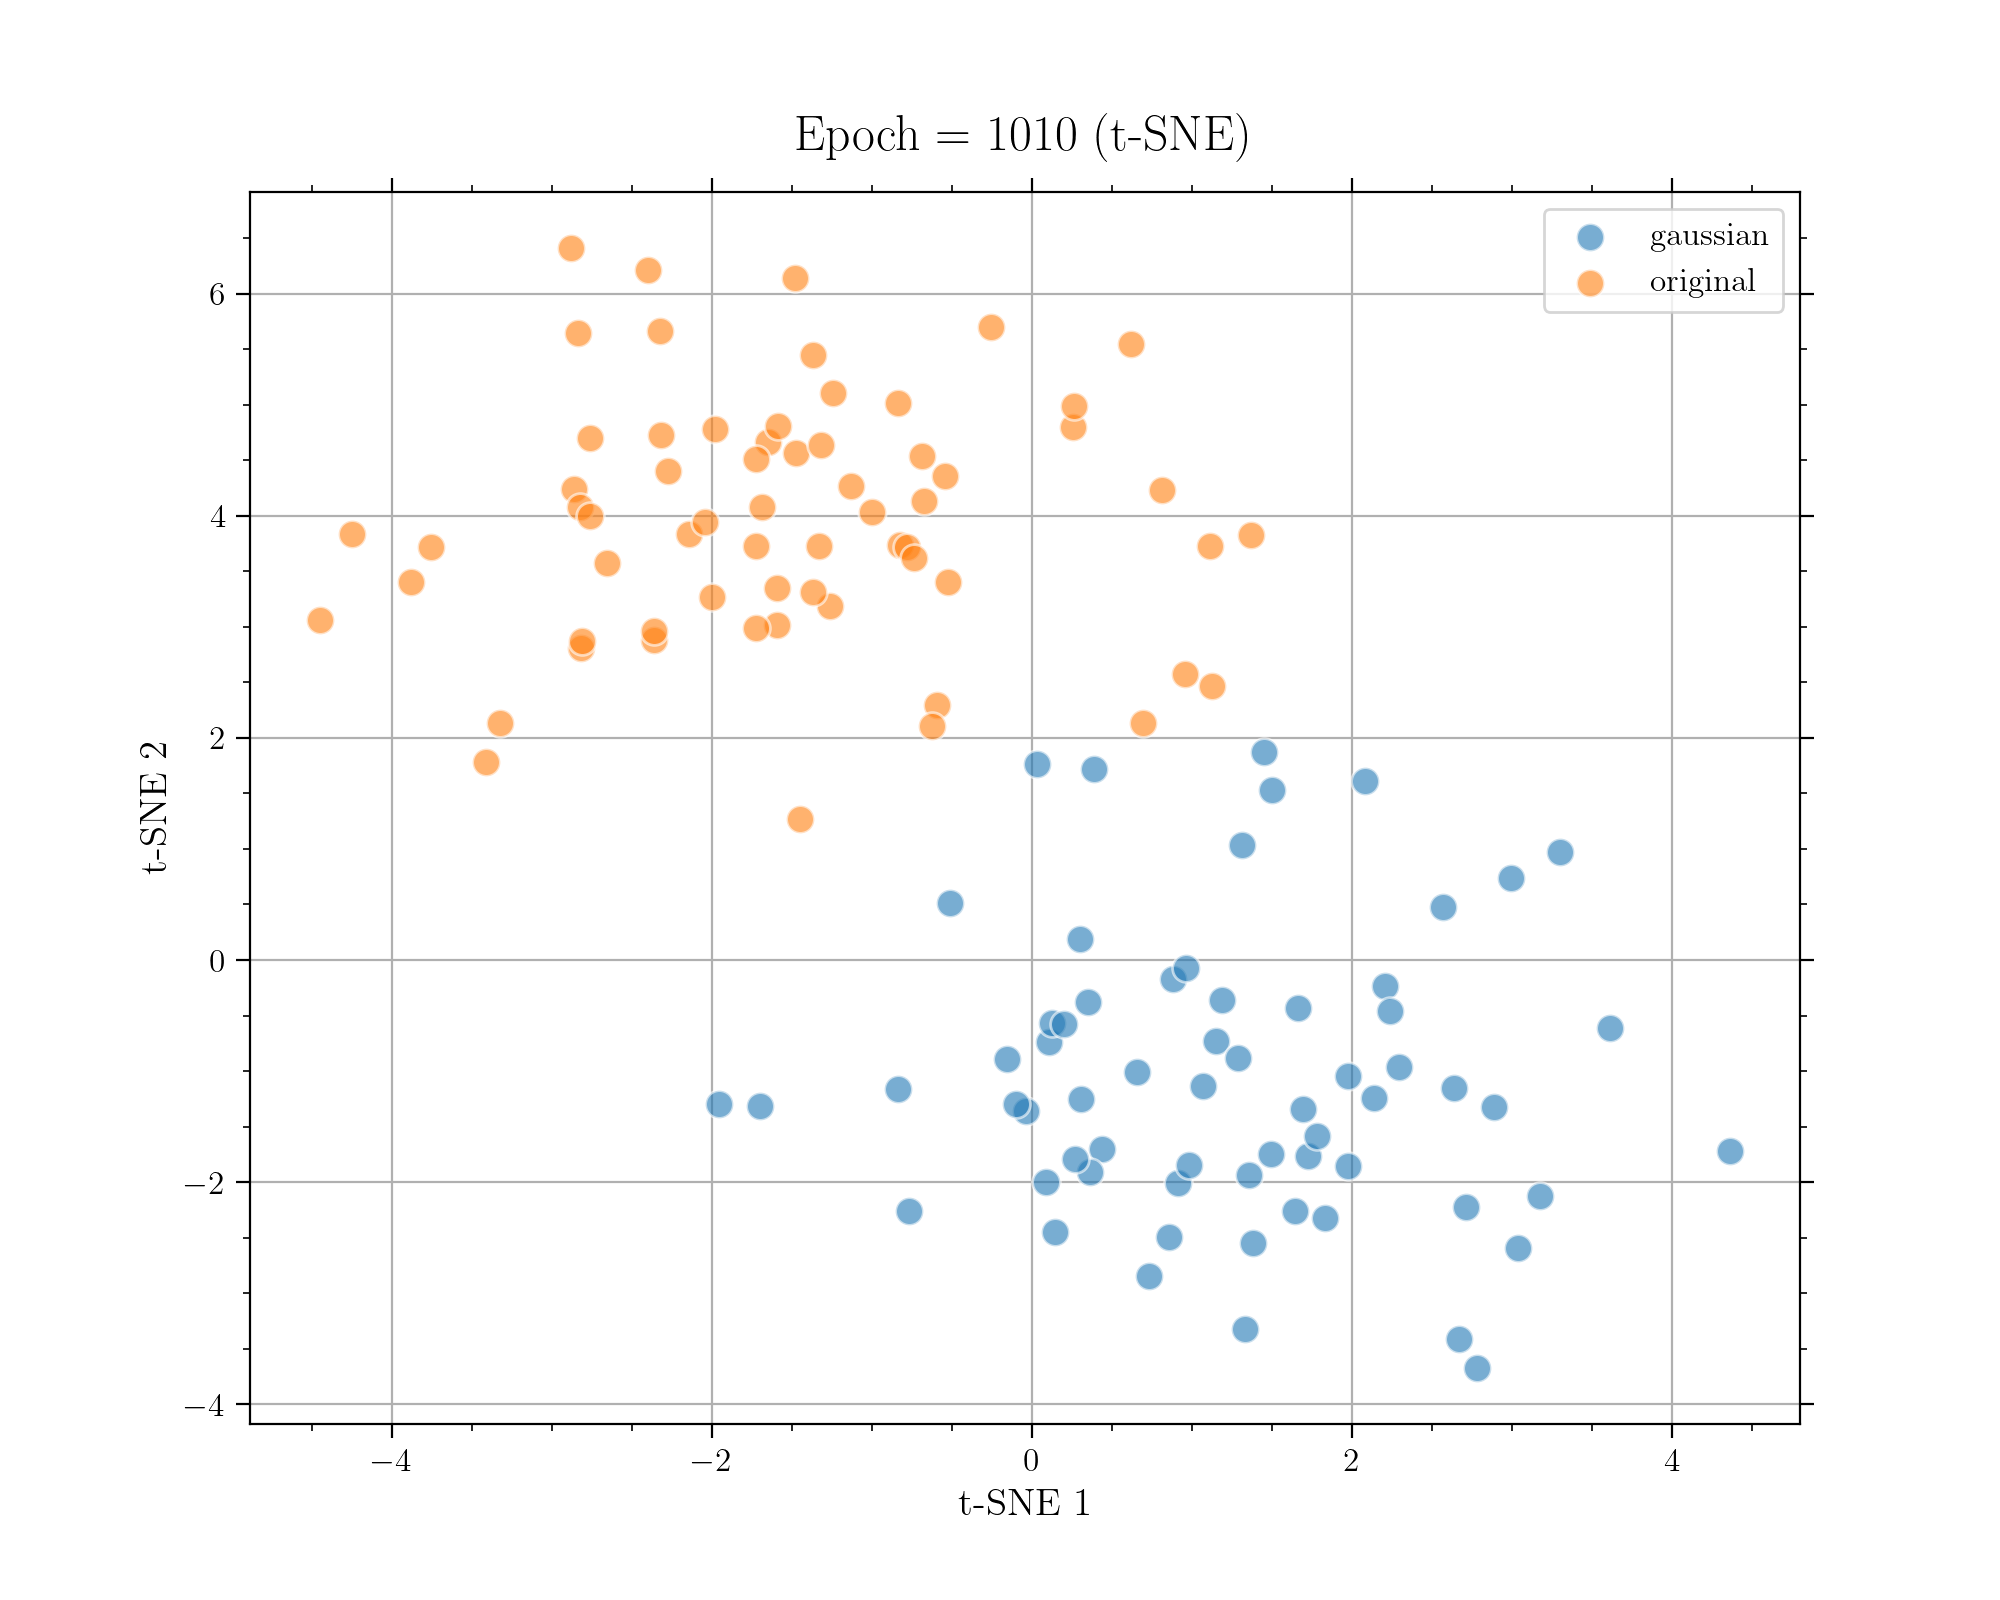 Epoch = 1010 (t-SNE)
gaussian
original
6
4
2
0
−2
−4
t-SNE 2
−4 −2 0 2 4
t-SNE 1